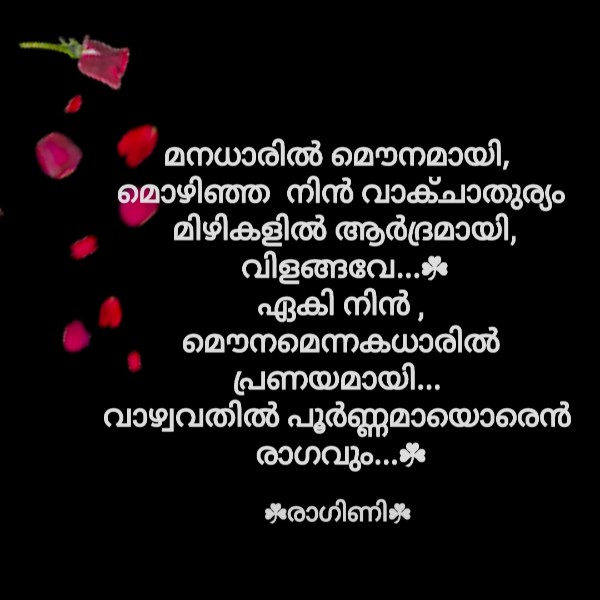 മനധാരിൽ മൌനമായി,
മൊഴിഞ്ഞ നിൻ വാക്ചാതുര്യം
മിഴികളിൽ ആർദ്രമായി,
വിളങ്ങവേ...☘
ഏകി നിൻ ,
മൌനമെന്നകധാരിൽ
പ്രണയമായി...
വാഴ്വവതിൽ പൂർണ്ണമായൊരെൻ
രാഗവും...☘
☘രാഗിണി☘